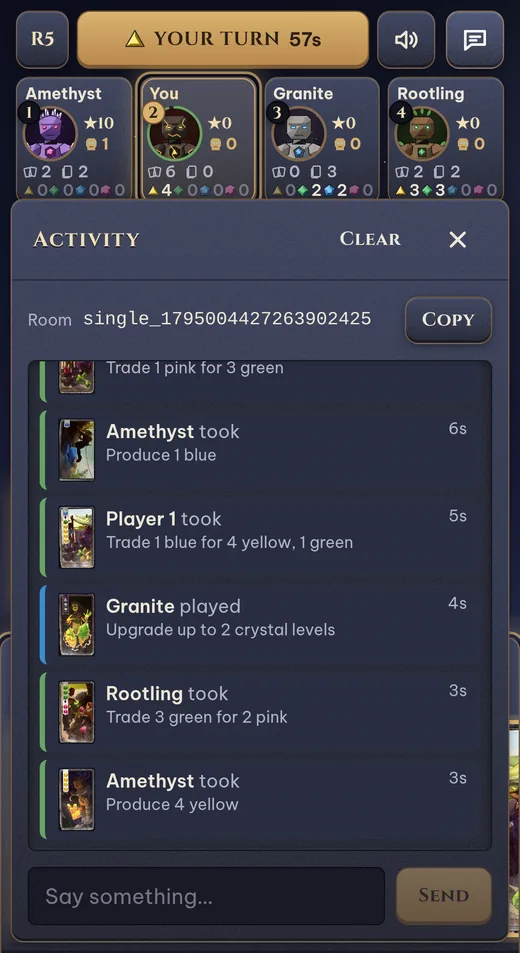 R5
YOUR TURN 57s
Amethyst
1
★10
1
2 2
0 0 0 0
You
2
★0
0
6 0
4 0 0 0
Granite
3
★0
0
0 3
0 2 2 0
Rootling
4
★0
0
2 2
3 3 0 0
ACTIVITY
CLEAR
Room single_1795004427263902425
COPY
Trade 1 pink for 3 green
Amethyst took 6s
Produce 1 blue
Player 1 took 5s
Trade 1 blue for 4 yellow, 1 green
Granite played 4s
Upgrade up to 2 crystal levels
Rootling took 3s
Trade 3 green for 2 pink
Amethyst took 3s
Produce 4 yellow
Say something...
SEND